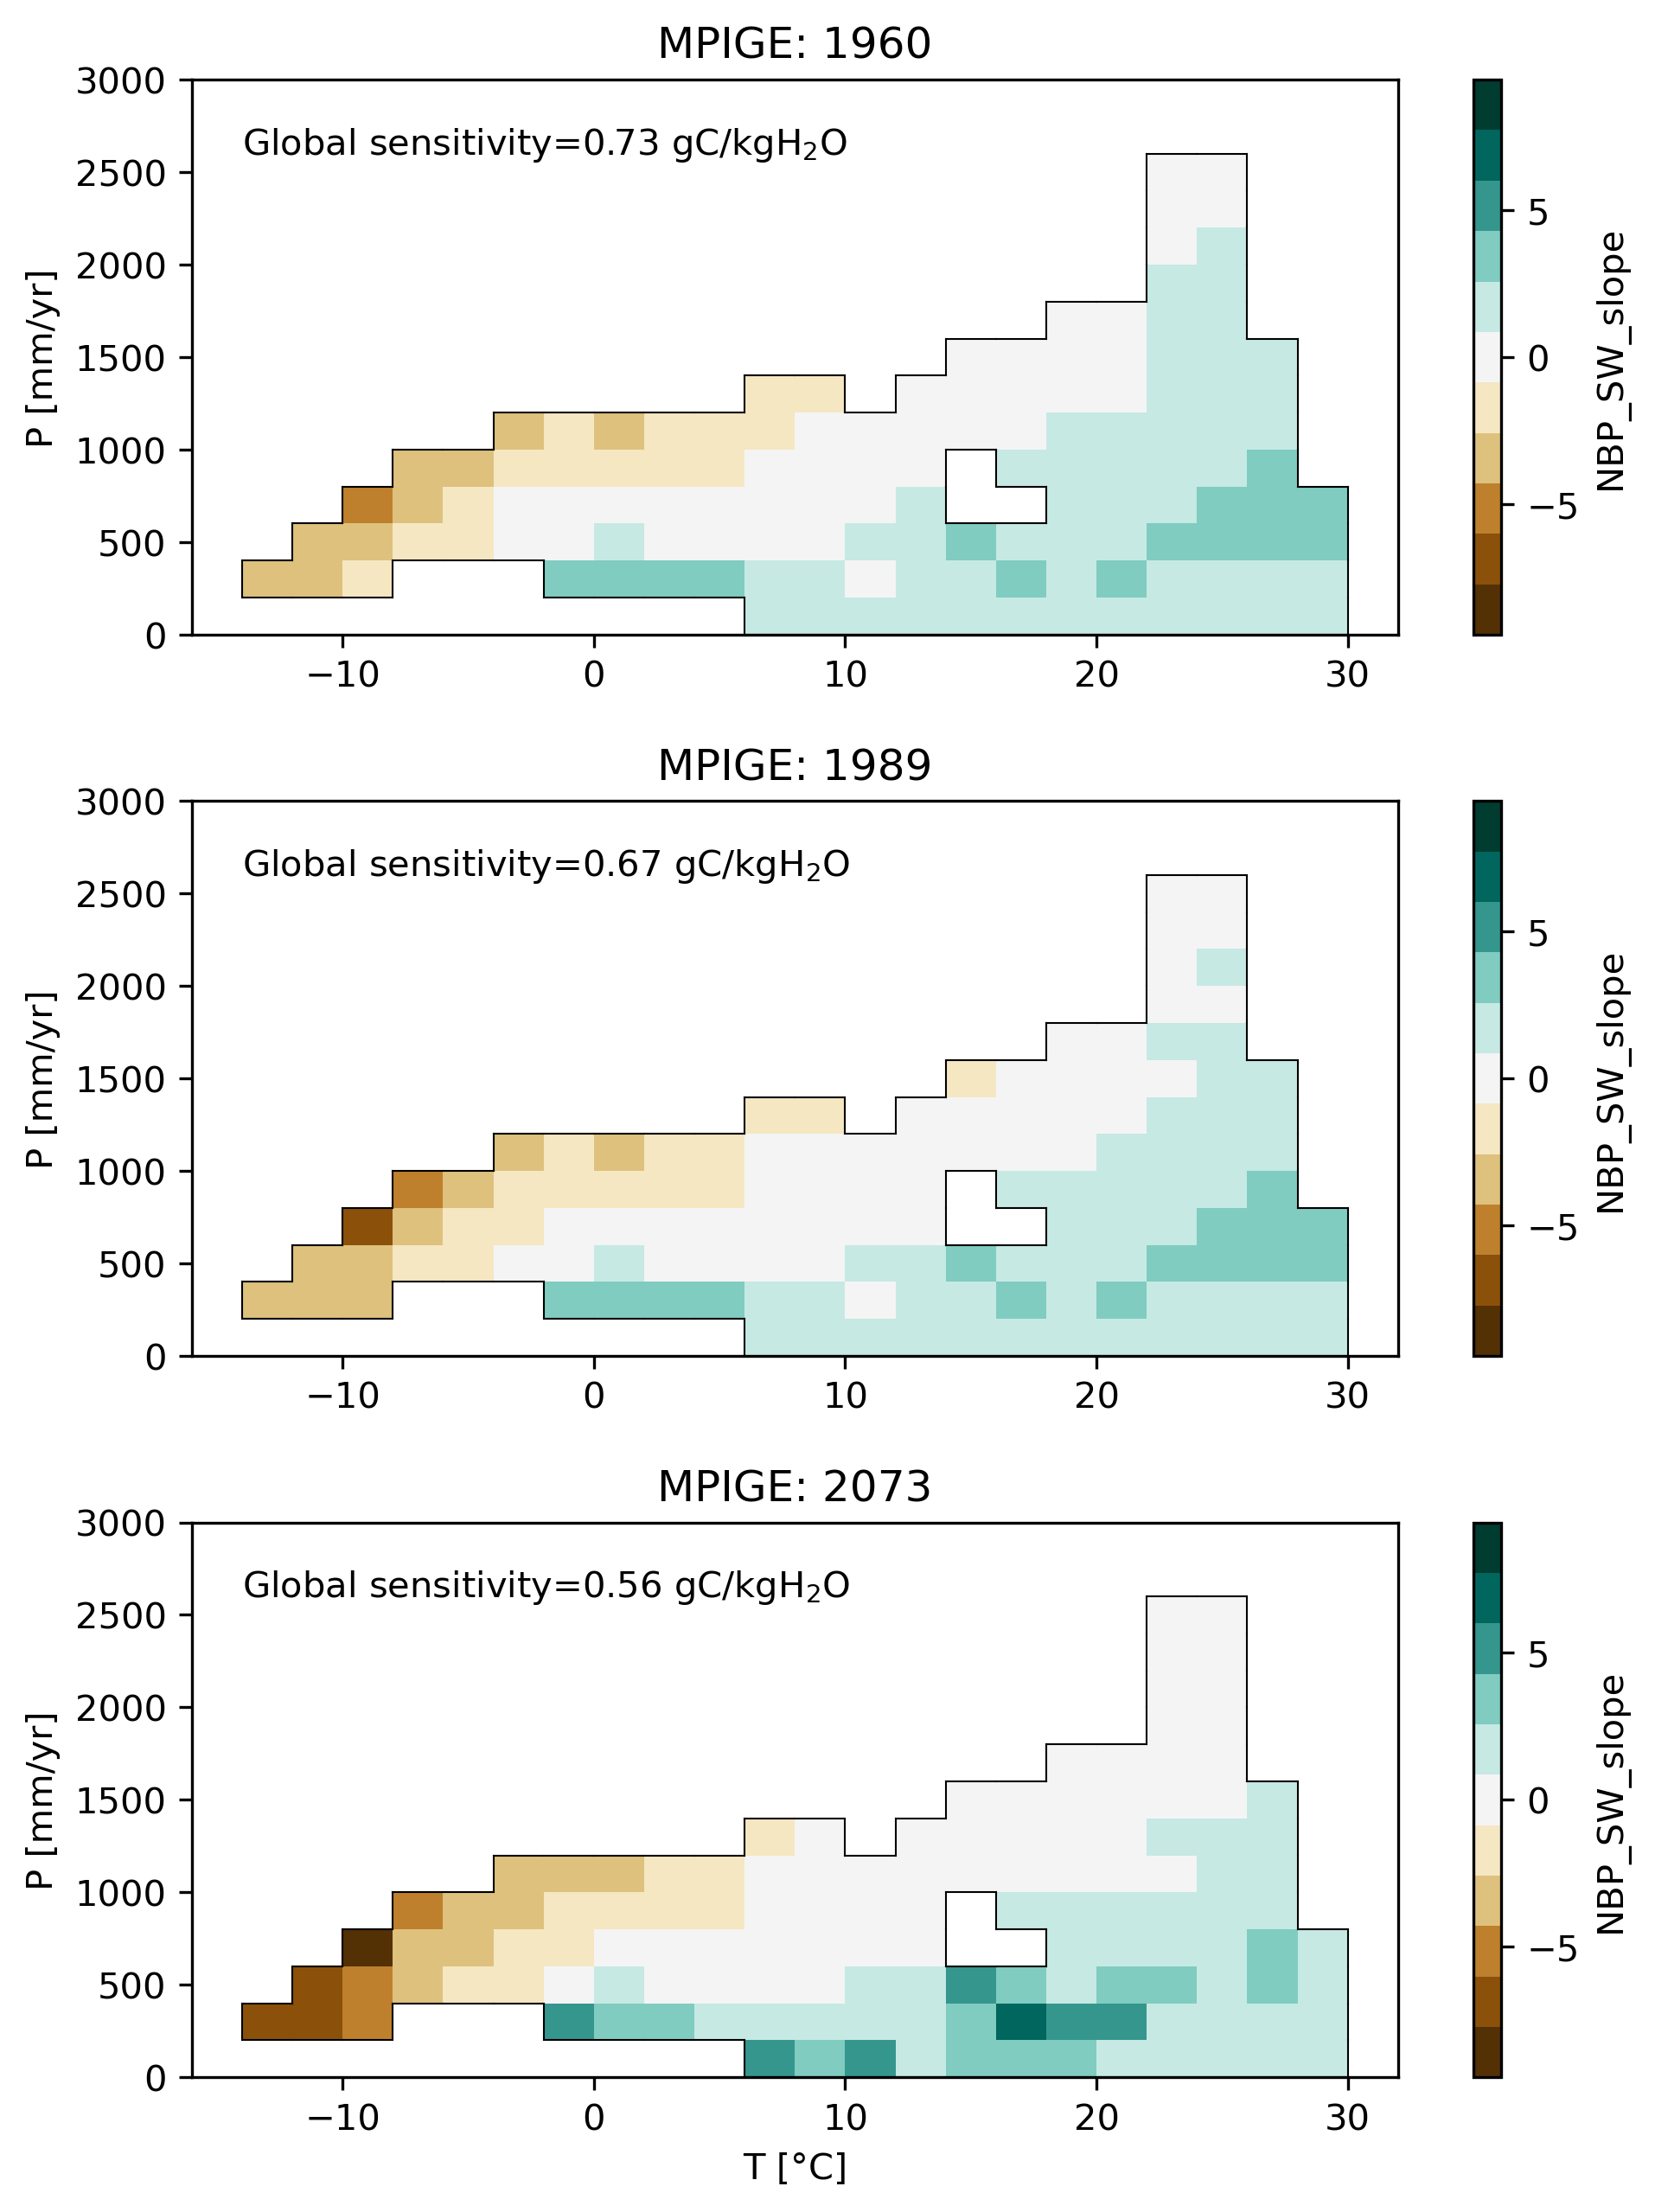 MPIGE: 1960
3000
2500
2000
1500
1000
500
0
P [mm/yr]
Global sensitivity=0.73 gC/kgH₂O
−10 0 10 20 30
5
0
−5
NBP_SW_slope
MPIGE: 1989
3000
2500
2000
1500
1000
500
0
P [mm/yr]
Global sensitivity=0.67 gC/kgH₂O
−10 0 10 20 30
5
0
−5
NBP_SW_slope
MPIGE: 2073
3000
2500
2000
1500
1000
500
0
P [mm/yr]
Global sensitivity=0.56 gC/kgH₂O
−10 0 10 20 30
T [°C]
5
0
−5
NBP_SW_slope